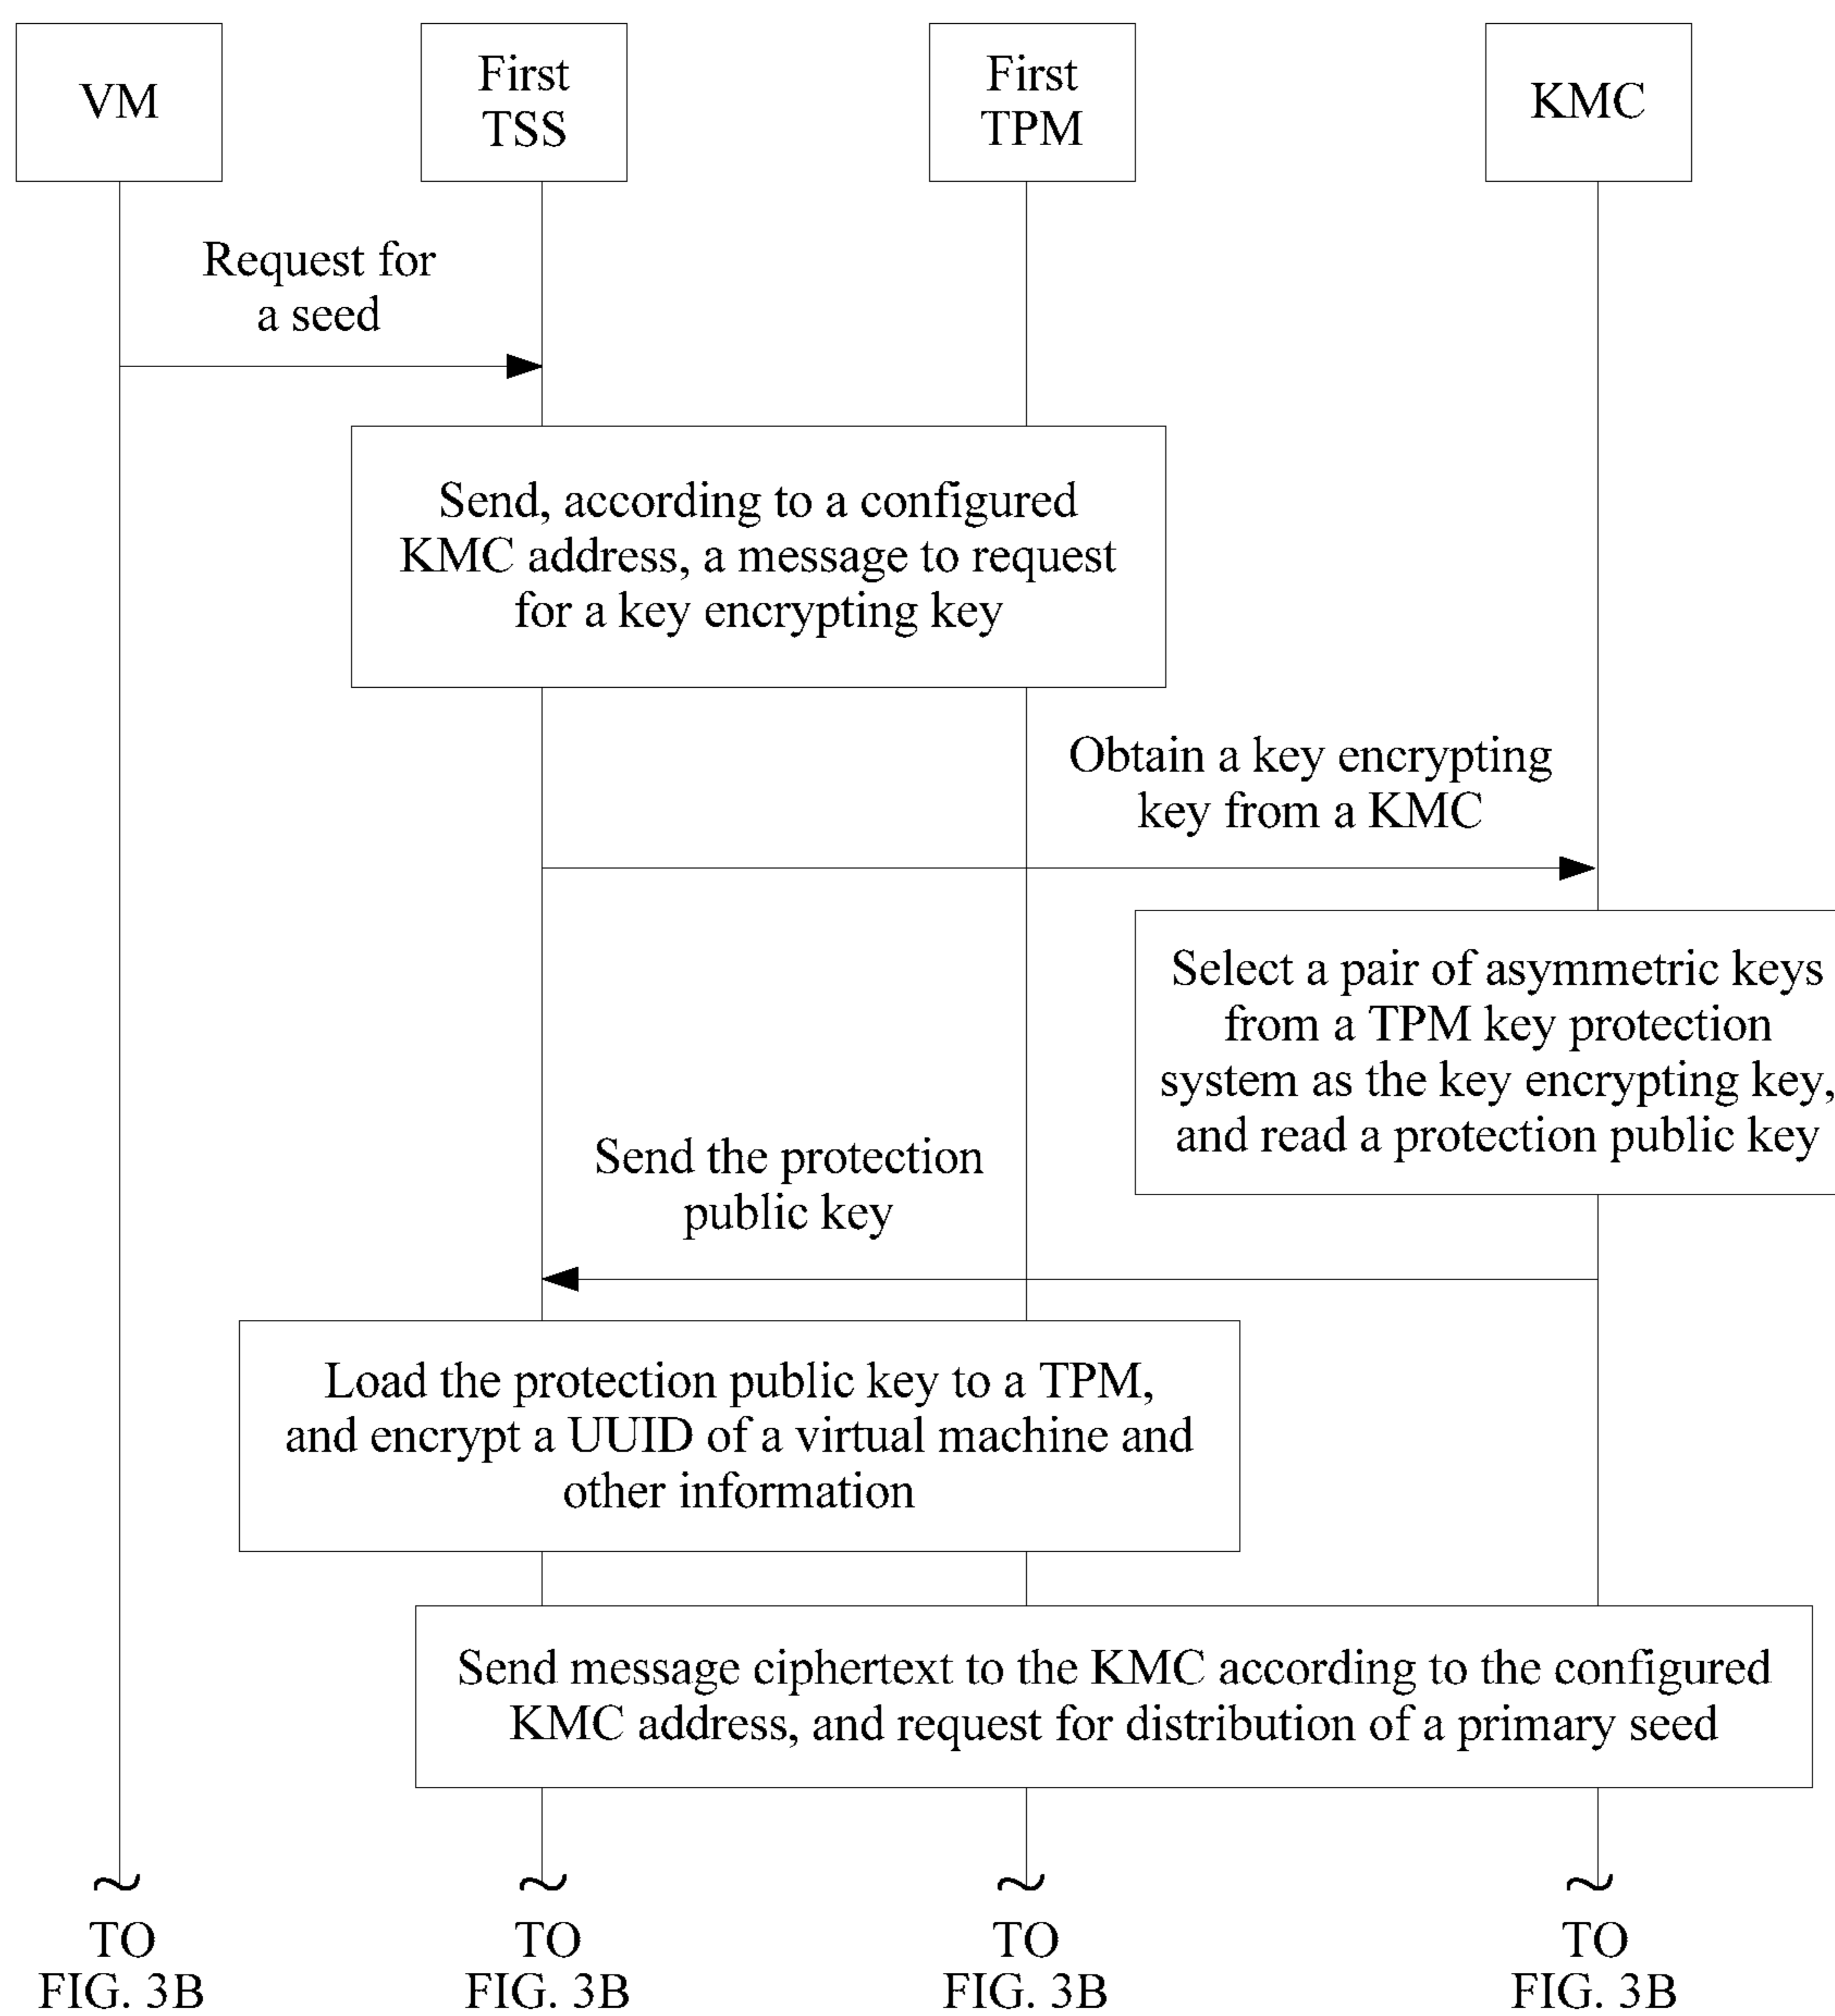 VM
First
TSS
First
TPM
KMC
Request for
a seed
Send, according to a configured
KMC address, a message to request
for a key encrypting key
Obtain a key encrypting
key from a KMC
Select a pair of asymmetric keys
from a TPM key protection
system as the key encrypting key,
and read a protection public key
Send the protection
public key
Load the protection public key to a TPM,
and encrypt a UUID of a virtual machine and
other information
Send message ciphertext to the KMC according to the configured
KMC address, and request for distribution of a primary seed
TO
FIG. 3B
TO
FIG. 3B
TO
FIG. 3B
TO
FIG. 3B